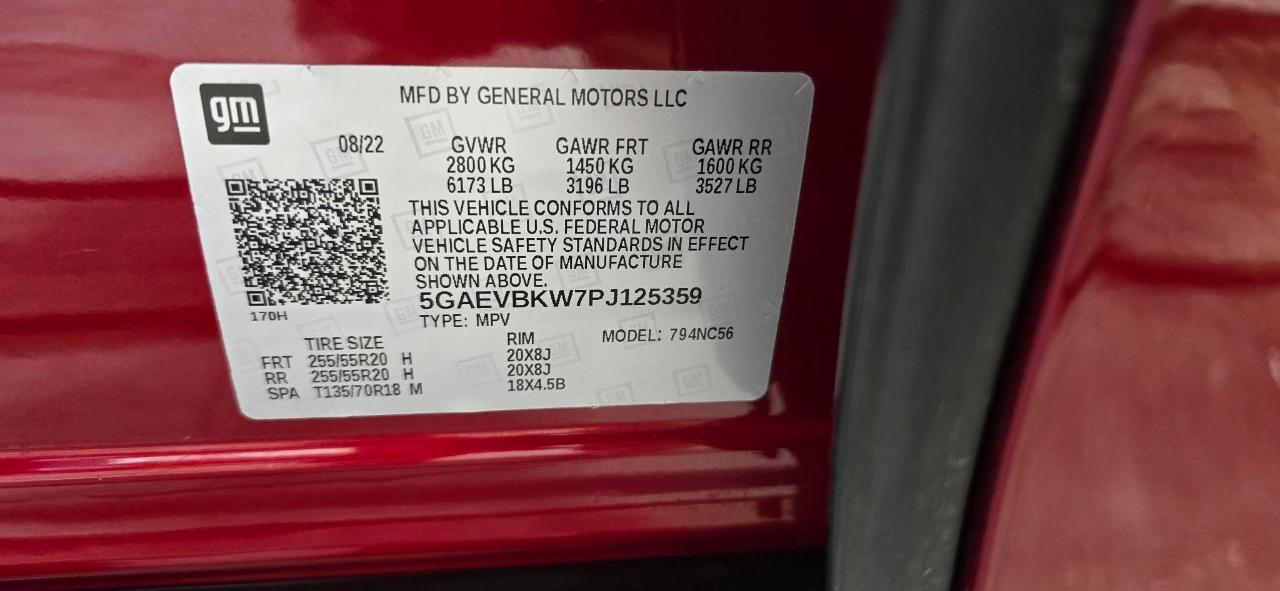 gm
MFD BY GENERAL MOTORS LLC
08/22 GVWR GAWR FRT GAWR RR
2800 KG 1450 KG 1600 KG
6173 LB 3196 LB 3527 LB
THIS VEHICLE CONFORMS TO ALL
APPLICABLE U.S. FEDERAL MOTOR
VEHICLE SAFETY STANDARDS IN EFFECT
ON THE DATE OF MANUFACTURE
SHOWN ABOVE.
5GAEVBKW7PJ125359
170H
TYPE: MPV
TIRE SIZE RIM MODEL: 794NC56
FRT 255/55R20 H 20X8J
RR 255/55R20 H 20X8J
SPA T135/70R18 M 18X4.5B